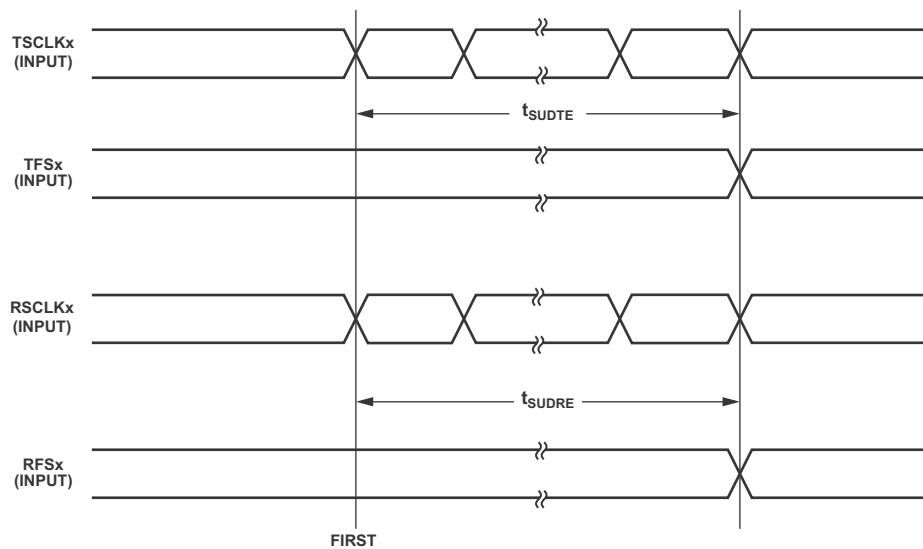 TSCLKx
(INPUT)
tSUDTE
TFSx
(INPUT)
RSCLKx
(INPUT)
tSUDRE
RFSx
(INPUT)
FIRST